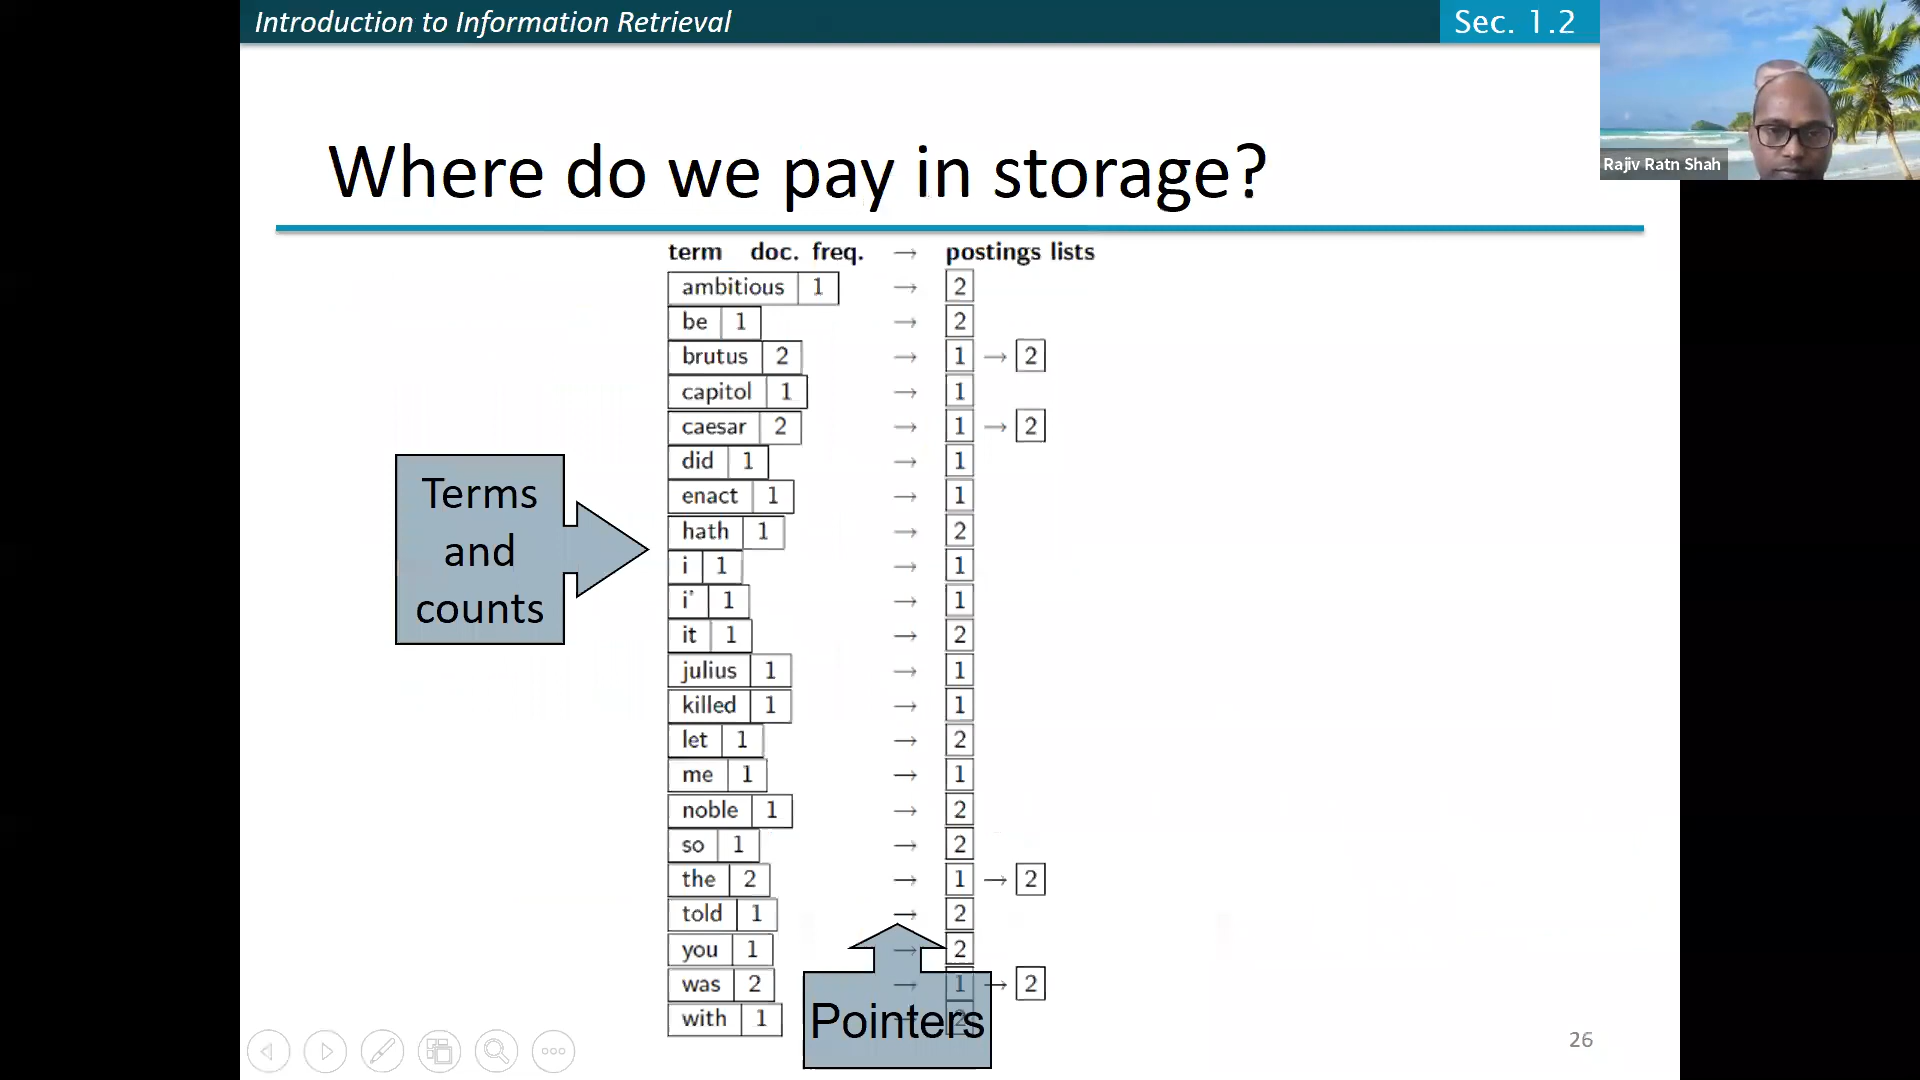 Introduction to Information Retrieval
Sec. 1.2
Rajiv Ratn Shah
Where do we pay in storage?
term doc. freq. → postings lists
ambitious 1 → 2
be 1 → 2
brutus 2 → 1 → 2
capitol 1 → 1
caesar 2 → 1 → 2
did 1 → 1
enact 1 → 1
hath 1 → 2
i 1 → 1
i' 1 → 1
it 1 → 2
julius 1 → 1
killed 1 → 1
let 1 → 2
me 1 → 1
noble 1 → 2
so 1 → 2
the 2 → 1 → 2
told 1 → 2
you 1 → 2
was 2 → 1 → 2
with 1 → 2
Terms
and
counts
Pointers
26